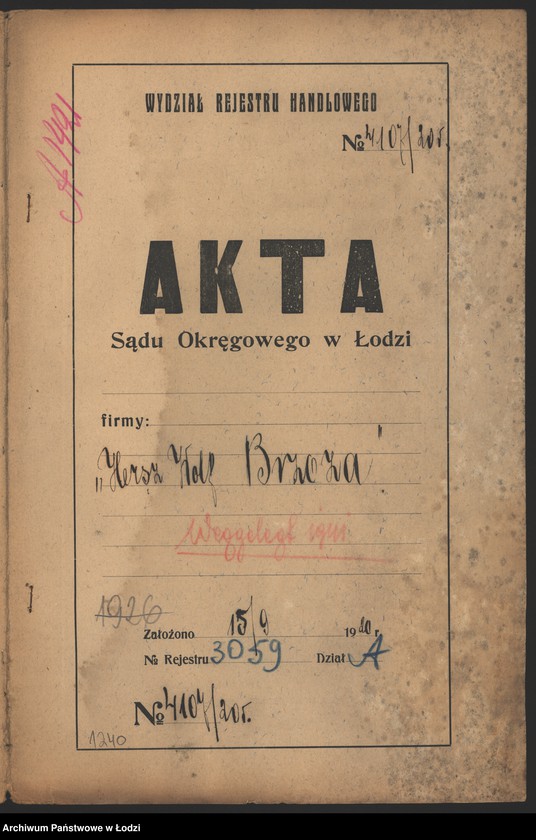 WYDZIAŁ REJESTRU HANDLOWEGO
№ 4107/20r.
A 1491
AKTA
Sądu Okręgowego w Łodzi
firmy:
„Hersz Wolf Brzoza"
1926
Założono 15/9 1920 r.
№ Rejestru 3059 Dział A
№ 4107/20r.
1240
Archiwum Państwowe w Łodzi